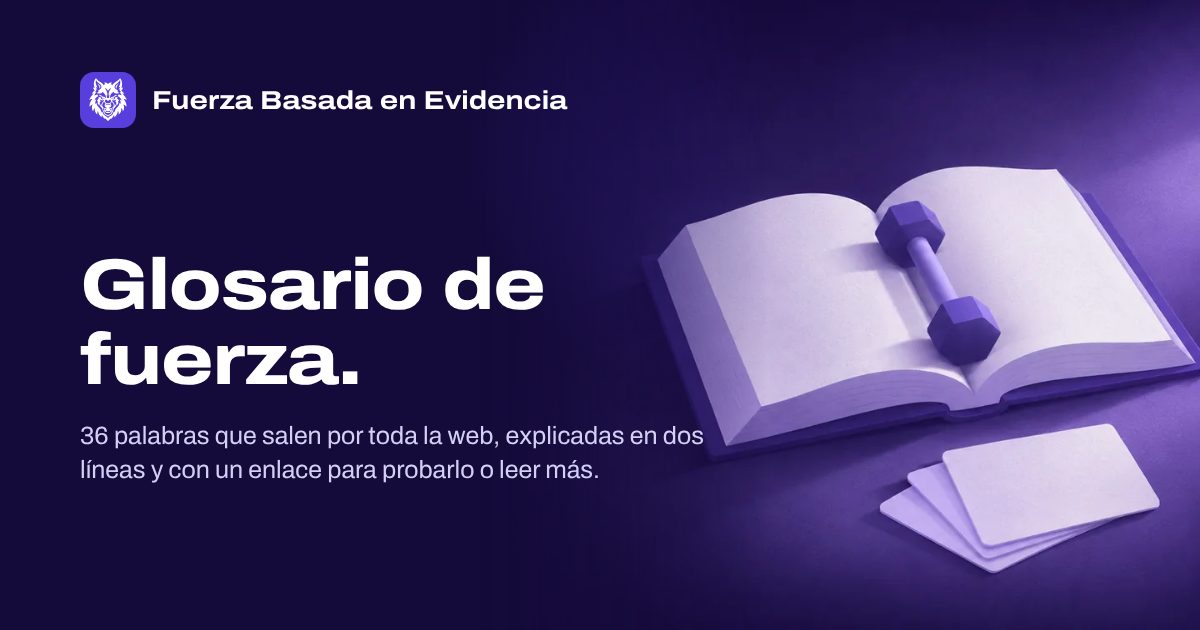 Fuerza Basada en Evidencia
Glosario de
fuerza.
36 palabras que salen por toda la web, explicadas en dos
líneas y con un enlace para probarlo o leer más.